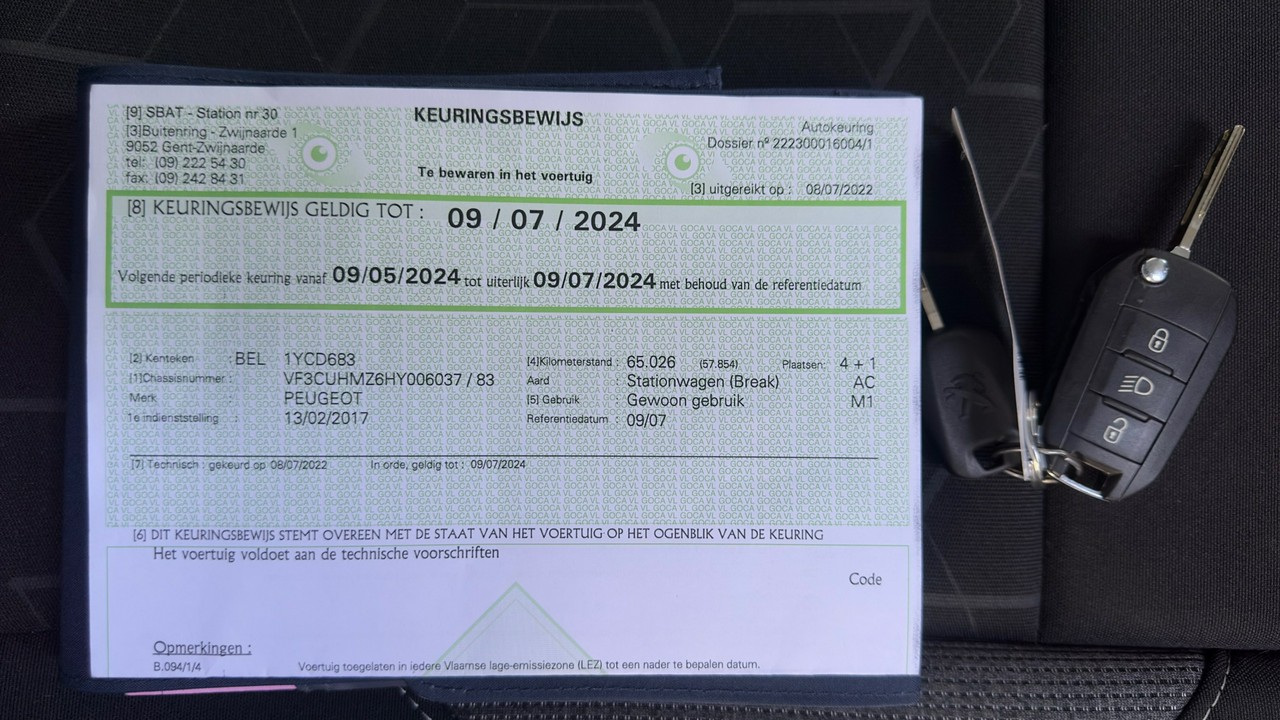 [9] SBAT - Station nr 30
KEURINGSBEWIJS
Autokeuring
[3]Buitenring - Zwijnaarde 1
Dossier nº 222300016004/1
9052 Gent-Zwijnaarde
tel: (09) 222 54 30
Te bewaren in het voertuig
fax: (09) 242 84 31
[3] uitgereikt op : 08/07/2022
[8] KEURINGSBEWIJS GELDIG TOT : 09 / 07 / 2024
Volgende periodieke keuring vanaf 09/05/2024 tot uiterlijk 09/07/2024 met behoud van de referentiedatum
[2] Kenteken : BEL 1YCD683
[4]Kilometerstand : 65.026 (57.854) Plaatsen: 4 + 1
[1]Chassisnummer : VF3CUHMZ6HY006037 / 83
Aard : Stationwagen (Break) AC
Merk : PEUGEOT
[5] Gebruik : Gewoon gebruik M1
1e indienststelling : 13/02/2017
Referentiedatum : 09/07
[7] Technisch : gekeurd op 08/07/2022 In orde, geldig tot : 09/07/2024
[6] DIT KEURINGSBEWIJS STEMT OVEREEN MET DE STAAT VAN HET VOERTUIG OP HET OGENBLIK VAN DE KEURING
Het voertuig voldoet aan de technische voorschriften
Code
Opmerkingen :
B.094/1/4 Voertuig toegelaten in iedere Vlaarnse lage-emissiezone (LEZ) tot een nader te bepalen datum.